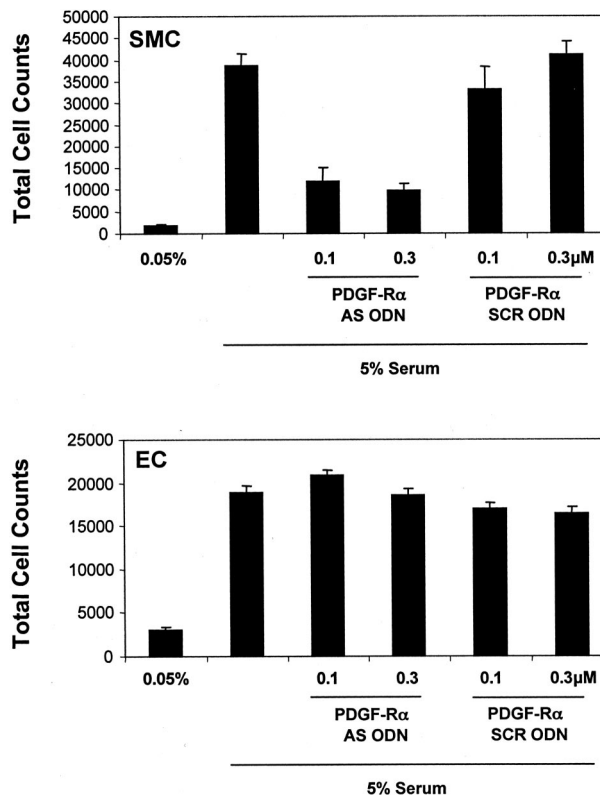 SMC
Total Cell Counts
50000
45000
40000
35000
30000
25000
20000
15000
10000
5000
0
0.05% 0.1 0.3 0.1 0.3µM
PDGF-Rα PDGF-Rα
AS ODN SCR ODN
5% Serum
EC
Total Cell Counts
25000
20000
15000
10000
5000
0
0.05% 0.1 0.3 0.1 0.3µM
PDGF-Rα PDGF-Rα
AS ODN SCR ODN
5% Serum